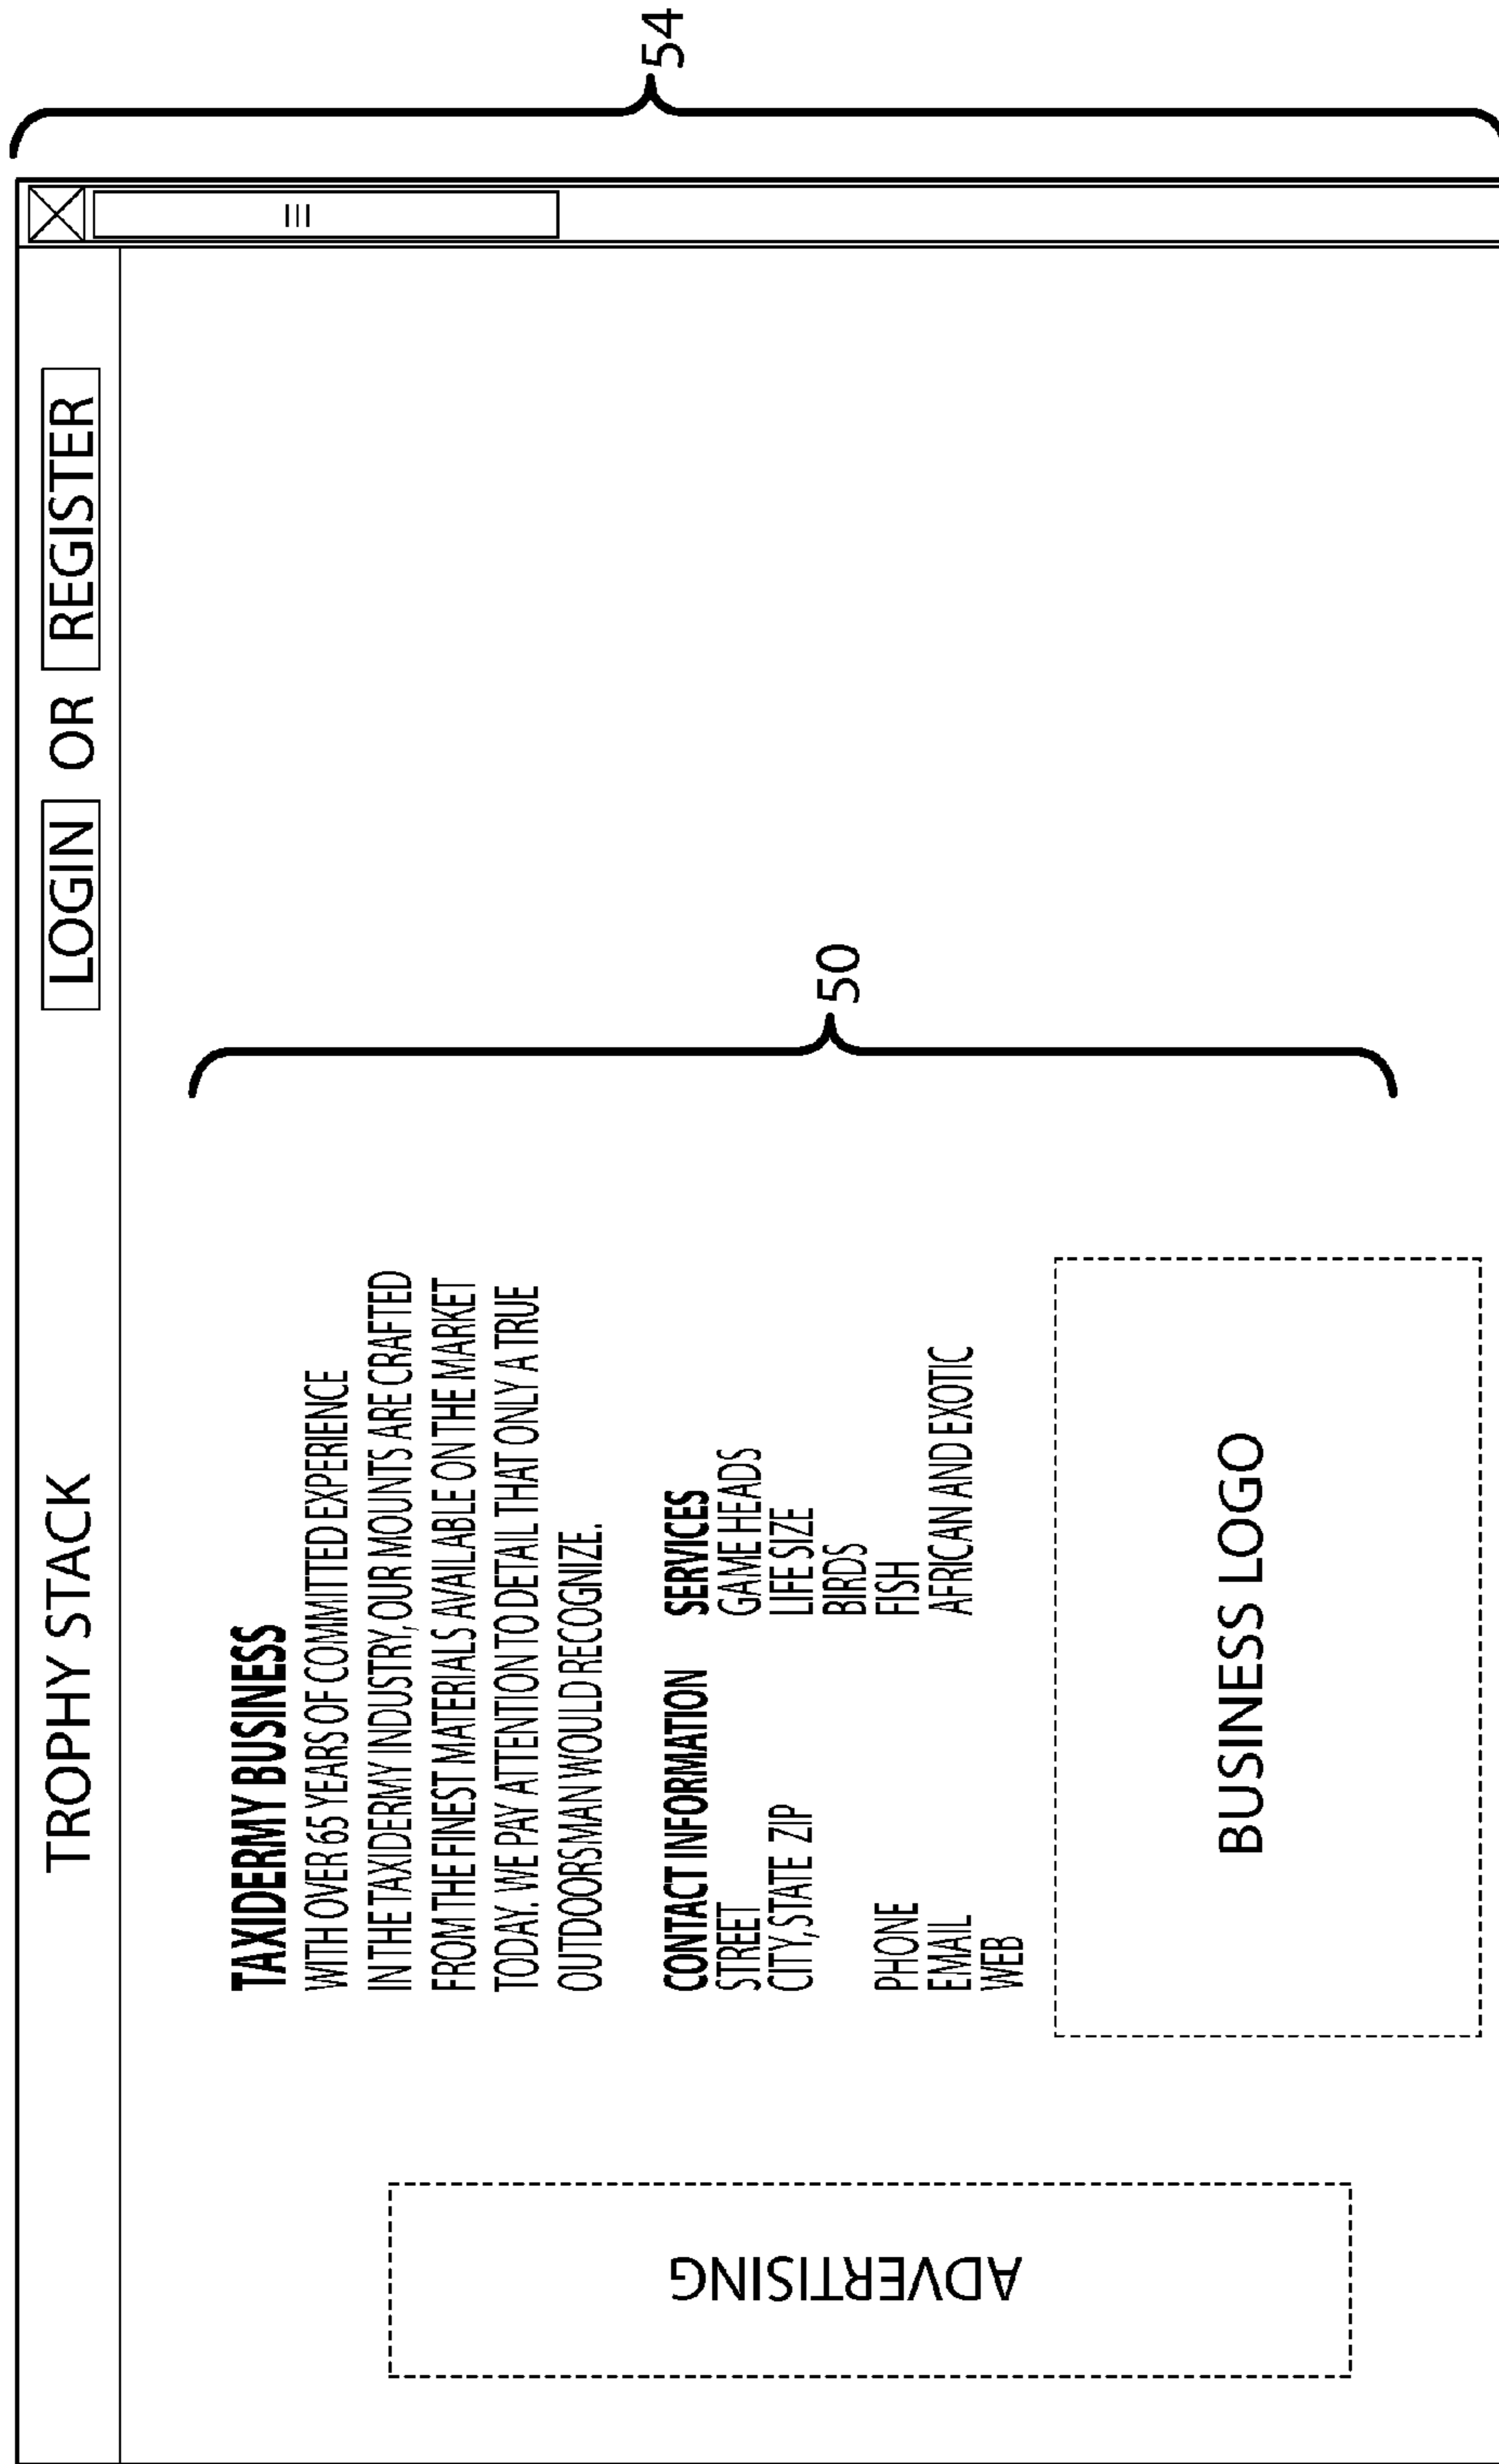 TROPHY STACK
LOGIN OR REGISTER
54
TAXIDERMY BUSINESS
WITH OVER 65 YEARS OF COMMITTED EXPERIENCE
IN THE TAXIDERMY INDUSTRY, OUR MOUNTS ARE CRAFTED
FROM THE FINEST MATERIALS AVAILABLE ON THE MARKET
TODAY. WE PAY ATTENTION TO DETAIL THAT ONLY A TRUE
OUTDOORSMAN WOULD RECOGNIZE.
CONTACT INFORMATION
STREET
CITY, STATE ZIP
PHONE
EMAIL
WEB
SERVICES
GAME HEADS
LIFE SIZE
BIRDS
FISH
AFRICAN AND EXOTIC
50
BUSINESS LOGO
ADVERTISING